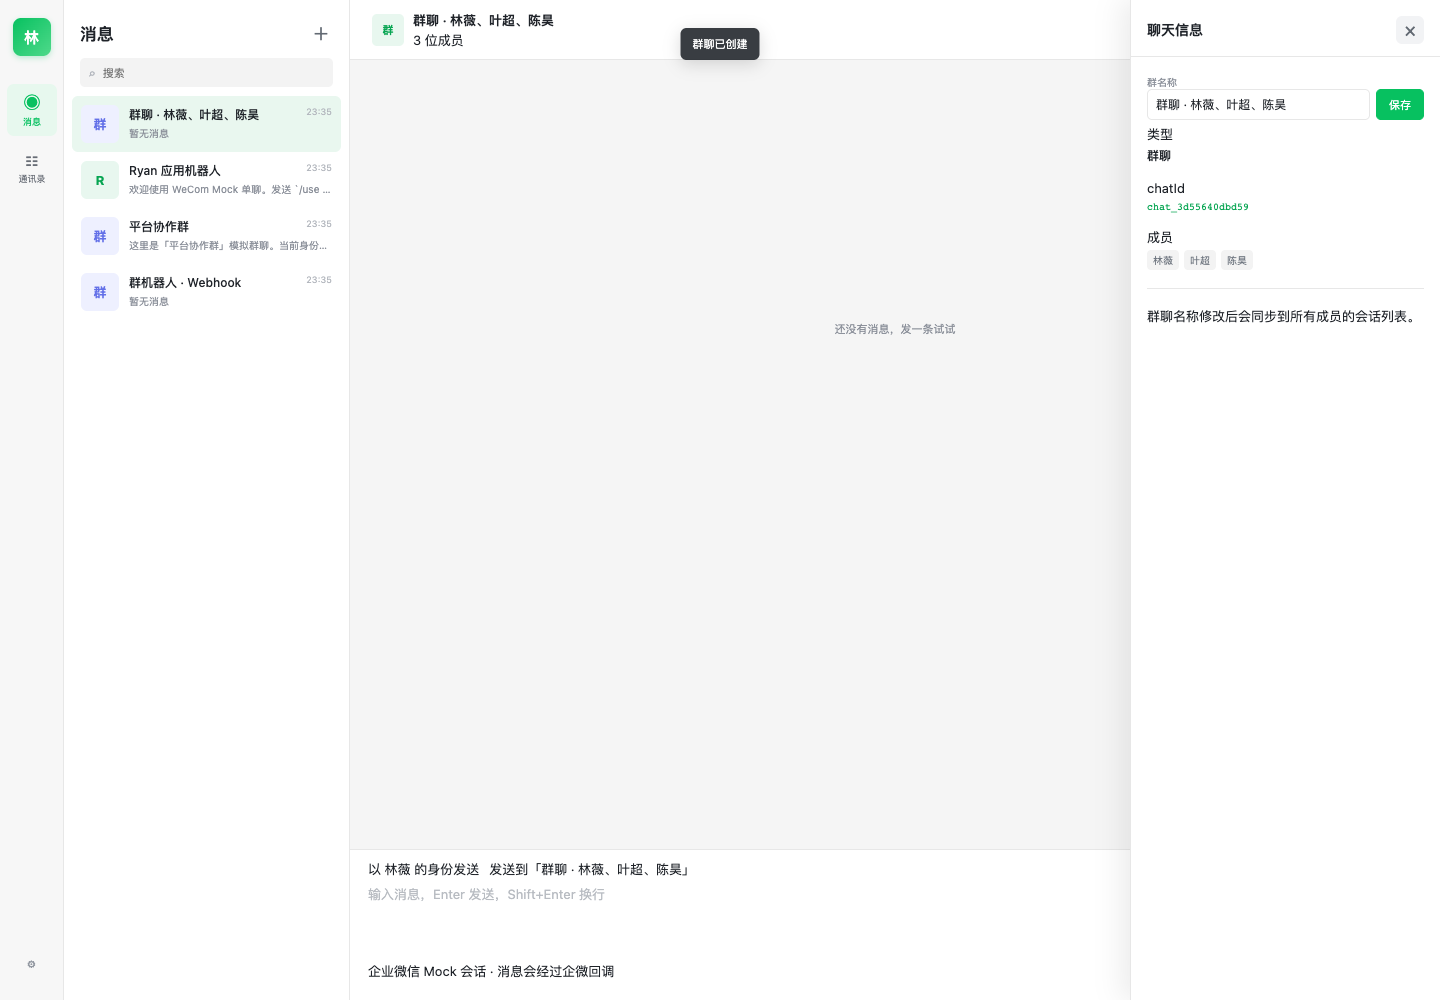 林
消息
通讯录
消息
搜索
群
群聊 · 林薇、叶超、陈昊
23:35
暂无消息
R
Ryan 应用机器人
23:35
欢迎使用 WeCom Mock 单聊。发送 `/use ...
群
平台协作群
23:35
这里是「平台协作群」模拟群聊。当前身份...
群
群机器人 · Webhook
23:35
暂无消息
群
群聊 · 林薇、叶超、陈昊
3 位成员
群聊已创建
还没有消息，发一条试试
以 林薇 的身份发送 发送到「群聊 · 林薇、叶超、陈昊」
输入消息，Enter 发送，Shift+Enter 换行
企业微信 Mock 会话 · 消息会经过企微回调
聊天信息
群名称
群聊 · 林薇、叶超、陈昊
保存
类型
群聊
chatId
chat_3d55640dbd59
成员
林薇 叶超 陈昊
群聊名称修改后会同步到所有成员的会话列表。